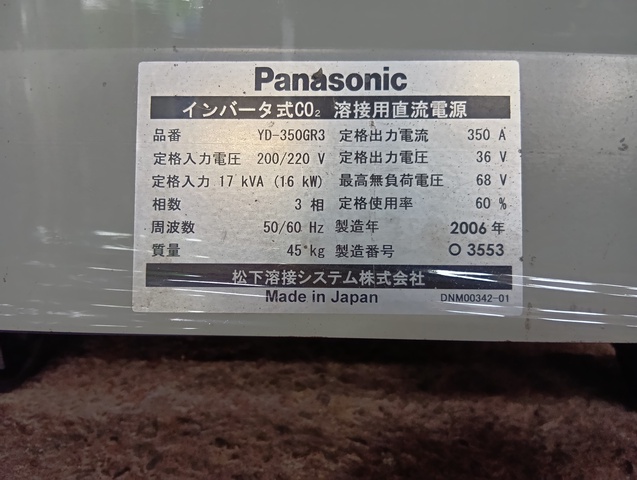 Panasonic
インバータ式CO₂ 溶接用直流電源
品番 YD-350GR3 定格出力電流 350 A
定格入力電圧 200/220 V 定格出力電圧 36 V
定格入力 17 kVA (16 kW) 最高無負荷電圧 68 V
相数 3 相 定格使用率 60 %
周波数 50/60 Hz 製造年 2006 年
質量 45 kg 製造番号 O 3553
松下溶接システム株式会社
Made in Japan DNM00342-01